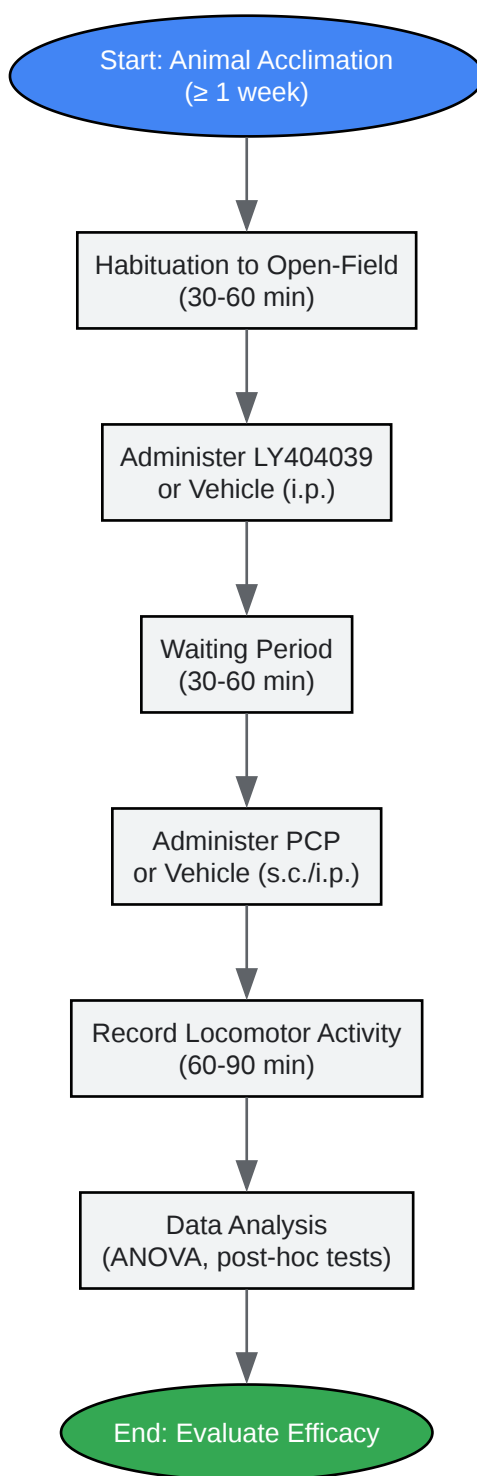 Start: Animal Acclimation
(≥ 1 week)
Habituation to Open-Field
(30-60 min)
Administer LY404039
or Vehicle (i.p.)
Waiting Period
(30-60 min)
Administer PCP
or Vehicle (s.c./i.p.)
Record Locomotor Activity
(60-90 min)
Data Analysis
(ANOVA, post-hoc tests)
End: Evaluate Efficacy